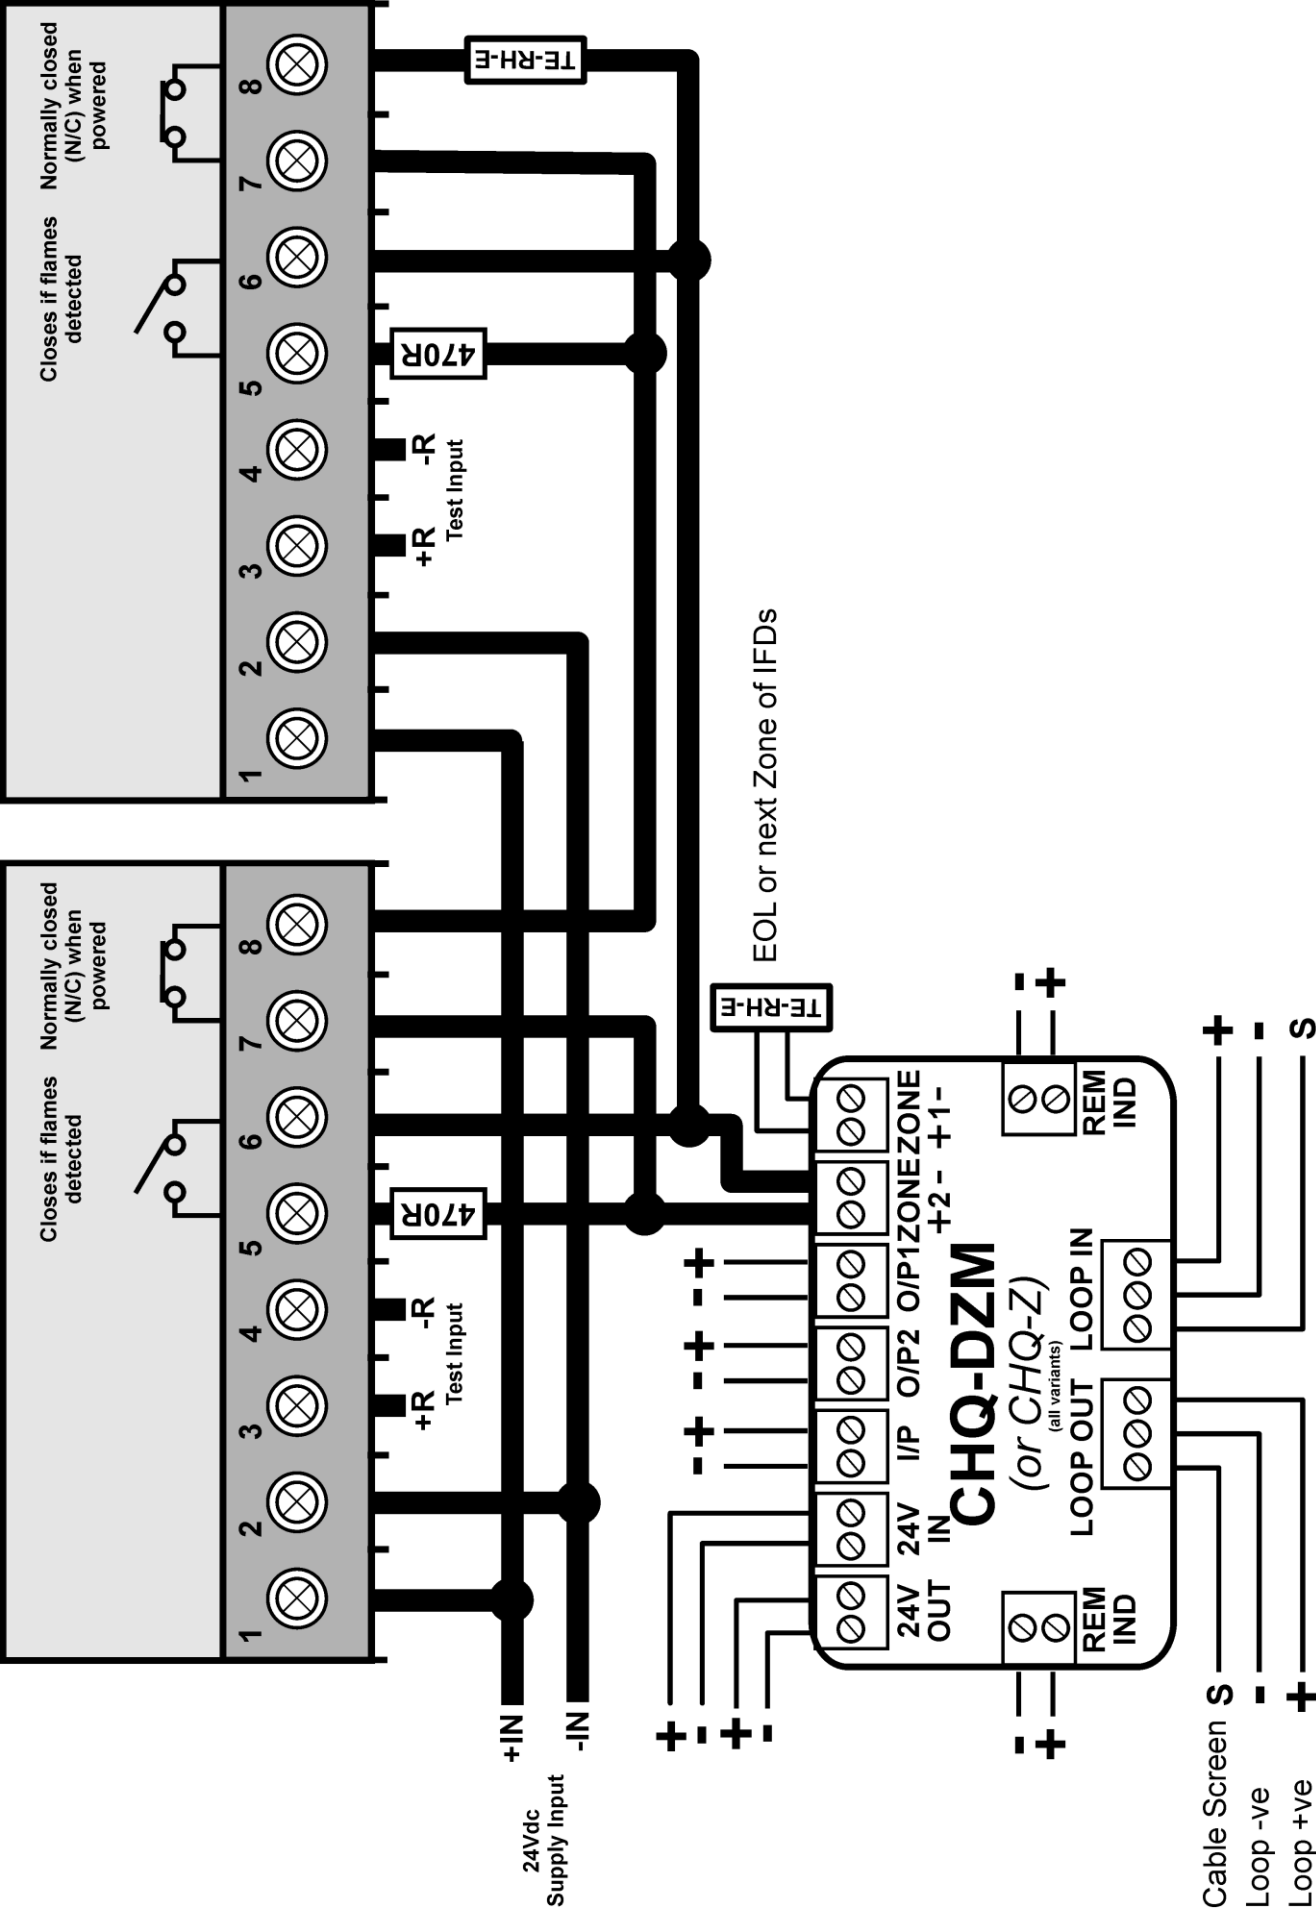 Closes if flames
detected
Normally closed
(N/C) when
powered
1
2
3
4
5
6
7
8
+R
-R
Test Input
470R
Closes if flames
detected
Normally closed
(N/C) when
powered
1
2
3
4
5
6
7
8
+R
-R
Test Input
470R
TE-RH-E
+IN
-IN
24Vdc
Supply Input
EOL or next Zone of IFDs
TE-RH-E
+
-
+
-
-
+
-
+
-
+
24V
OUT
24V
IN
I/P
O/P2
O/P1
ZONE
+2-
ZONE
+1-
CHQ-DZM
(or CHQ-Z)
(all variants)
REM
IND
-
+
REM
IND
-
+
LOOP OUT
LOOP IN
Cable Screen S
Loop -ve -
Loop +ve +
+
-
S